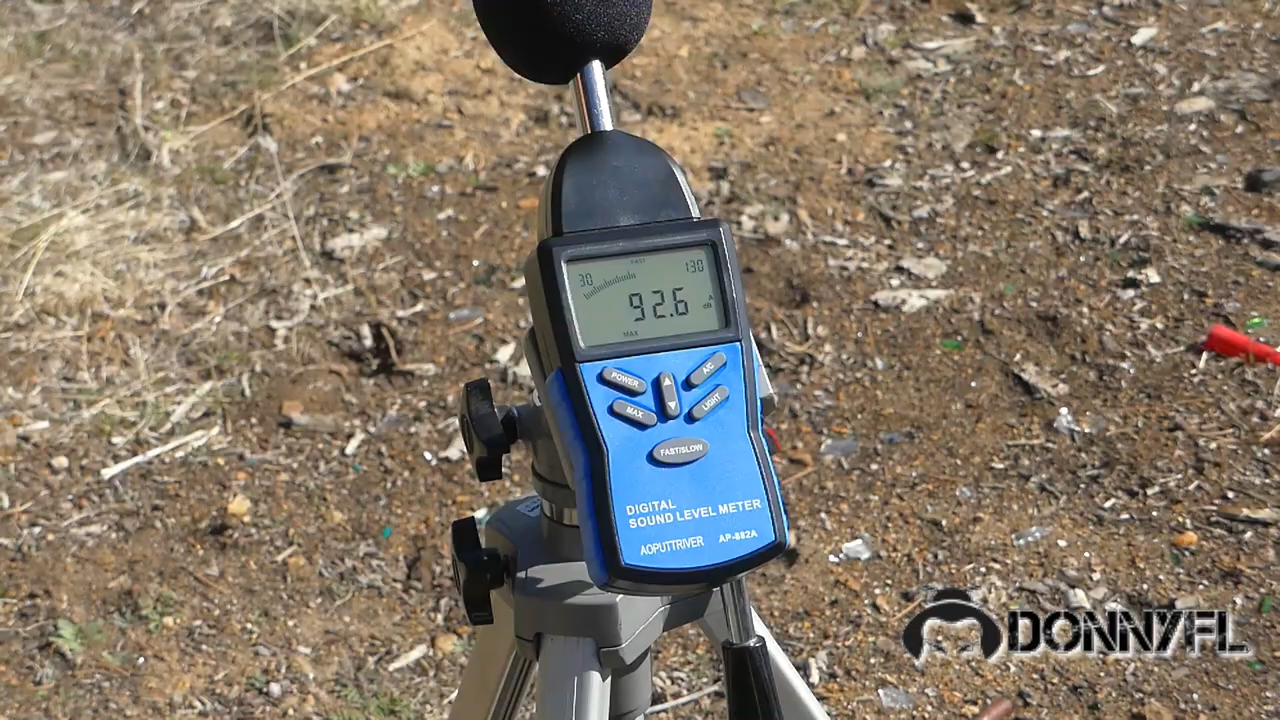 FAST
30 130
92.6 A
dB
MAX
POWER A/C
MAX LIGHT
FAST/SLOW
DIGITAL
SOUND LEVEL METER
AOPUTTRIVER AP-882A
DONNYFL